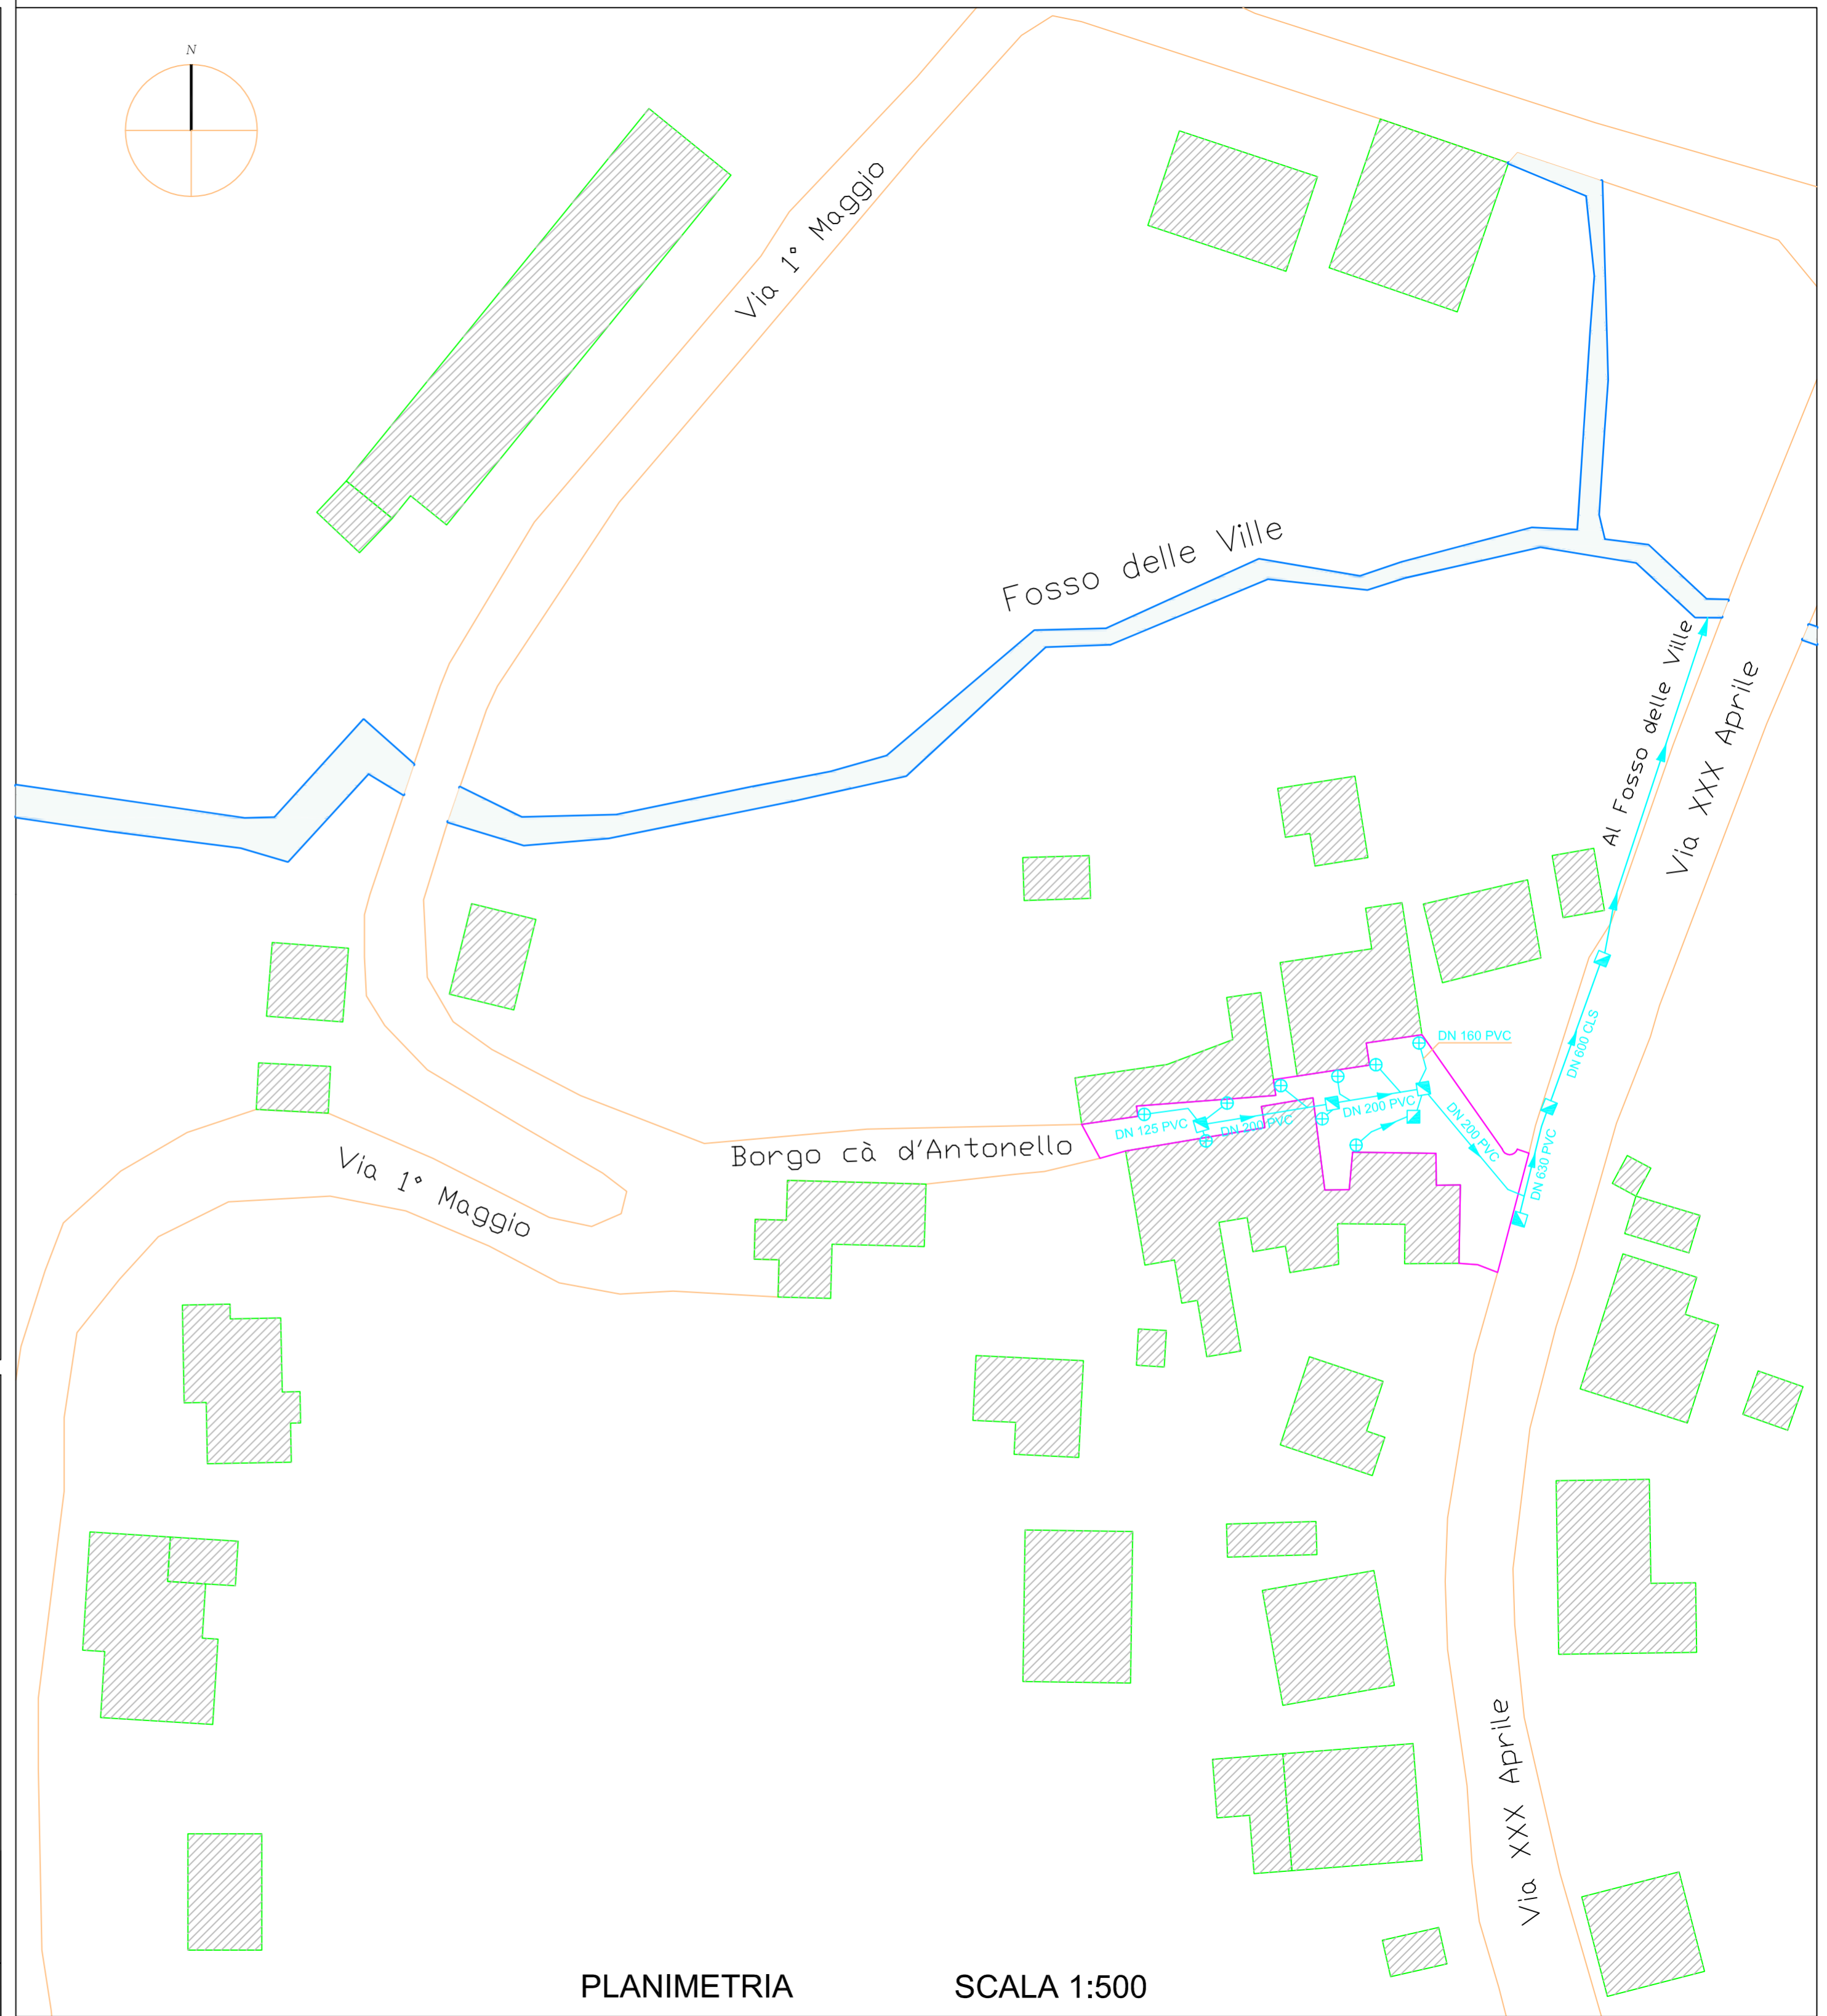 N
Via 1° Maggio
Fosso delle Ville
Al Fosso delle Ville
Via XXX Aprile
DN 160 PVC
DN 600 CLS
DN 125 PVC
DN 200 PVC
DN 200 PVC
DN 200 PVC
DN 630 PVC
Borgo cà d'Antonello
Via 1° Maggio
Via XXX Aprile
PLANIMETRIA SCALA 1:500